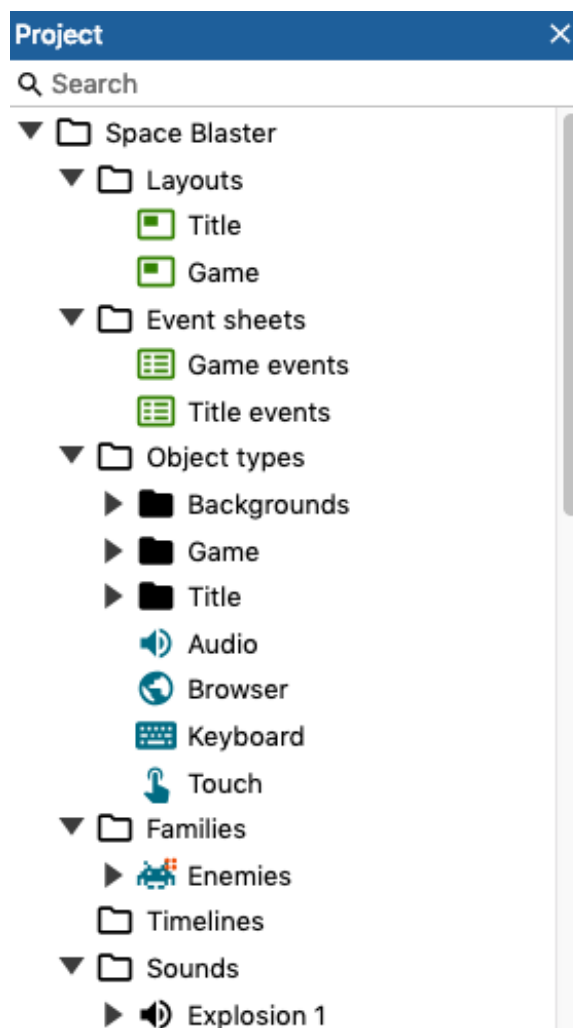 Project
Search
Space Blaster
Layouts
Title
Game
Event sheets
Game events
Title events
Object types
Backgrounds
Game
Title
Audio
Browser
Keyboard
Touch
Families
Enemies
Timelines
Sounds
Explosion 1